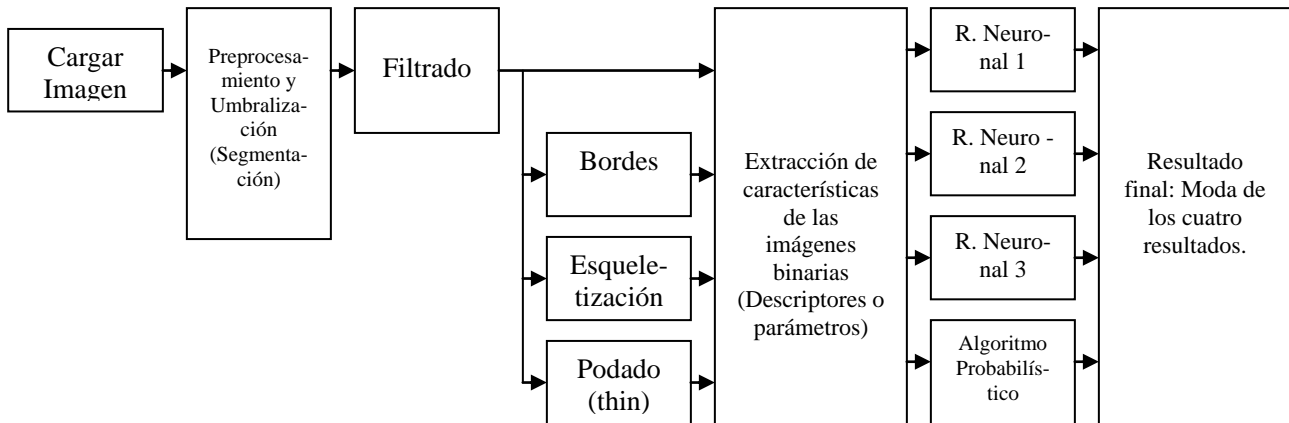 Cargar
Imagen
Preprocesa-
miento y
Umbraliza-
ción
(Segmenta-
ción)
Filtrado
Bordes
Esquele-
tización
Podado
(thin)
Extracción de
características
de las
imágenes
binarias
(Descriptores o
parámetros)
R. Neuro-
nal 1
R. Neuro -
nal 2
R. Neuro-
nal 3
Algoritmo
Probabilís-
tico
Resultado
final: Moda de
los cuatro
resultados.